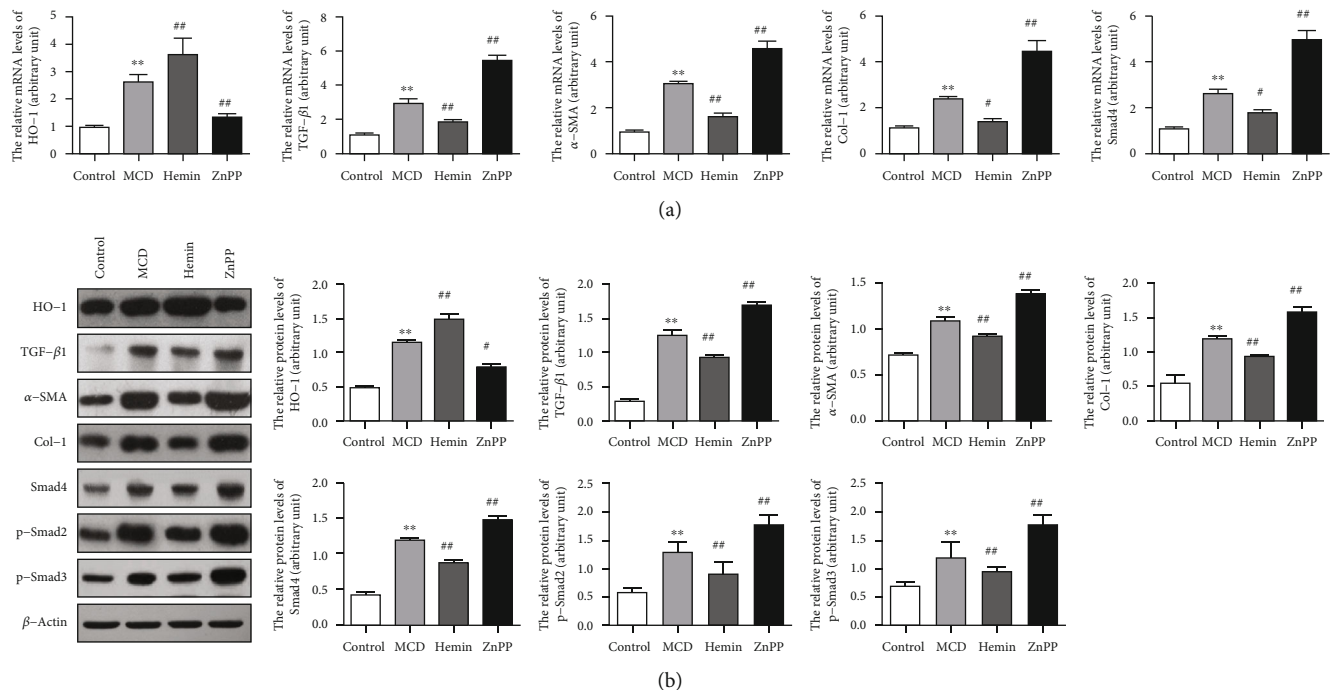 The relative mRNA levels of
HO−1 (arbitrary unit)
5
4
3
2
1
0
**
##
##
Control MCD Hemin ZnPP
The relative mRNA levels of
TGF−β1 (arbitrary unit)
8
6
4
2
0
**
##
##
Control MCD Hemin ZnPP
The relative mRNA levels of
α−SMA (arbitrary unit)
6
4
2
0
**
##
##
Control MCD Hemin ZnPP
The relative mRNA levels of
Col−1 (arbitrary unit)
6
4
2
0
**
#
##
Control MCD Hemin ZnPP
The relative mRNA levels of
Smad4 (arbitrary unit)
6
4
2
0
**
#
##
Control MCD Hemin ZnPP
(a)
Control
MCD
Hemin
ZnPP
HO−1
TGF−β1
α−SMA
Col−1
Smad4
p−Smad2
p−Smad3
β−Actin
The relative protein levels of
HO−1 (arbitrary unit)
2.0
1.5
1.0
0.5
0.0
**
##
#
Control MCD Hemin ZnPP
The relative protein levels of
TGF−β1 (arbitrary unit)
2.0
1.5
1.0
0.5
0.0
**
##
##
Control MCD Hemin ZnPP
The relative protein levels of
α−SMA (arbitrary unit)
1.5
1.0
0.5
0.0
**
##
##
Control MCD Hemin ZnPP
The relative protein levels of
Col−1 (arbitrary unit)
2.0
1.5
1.0
0.5
0.0
**
##
##
Control MCD Hemin ZnPP
The relative protein levels of
Smad4 (arbitrary unit)
2.0
1.5
1.0
0.5
0.0
**
##
##
Control MCD Hemin ZnPP
The relative protein levels of
p−Smad2 (arbitrary unit)
2.5
2.0
1.5
1.0
0.5
0.0
**
##
##
Control MCD Hemin ZnPP
The relative protein levels of
p−Smad3 (arbitrary unit)
2.5
2.0
1.5
1.0
0.5
0.0
**
##
##
Control MCD Hemin ZnPP
(b)